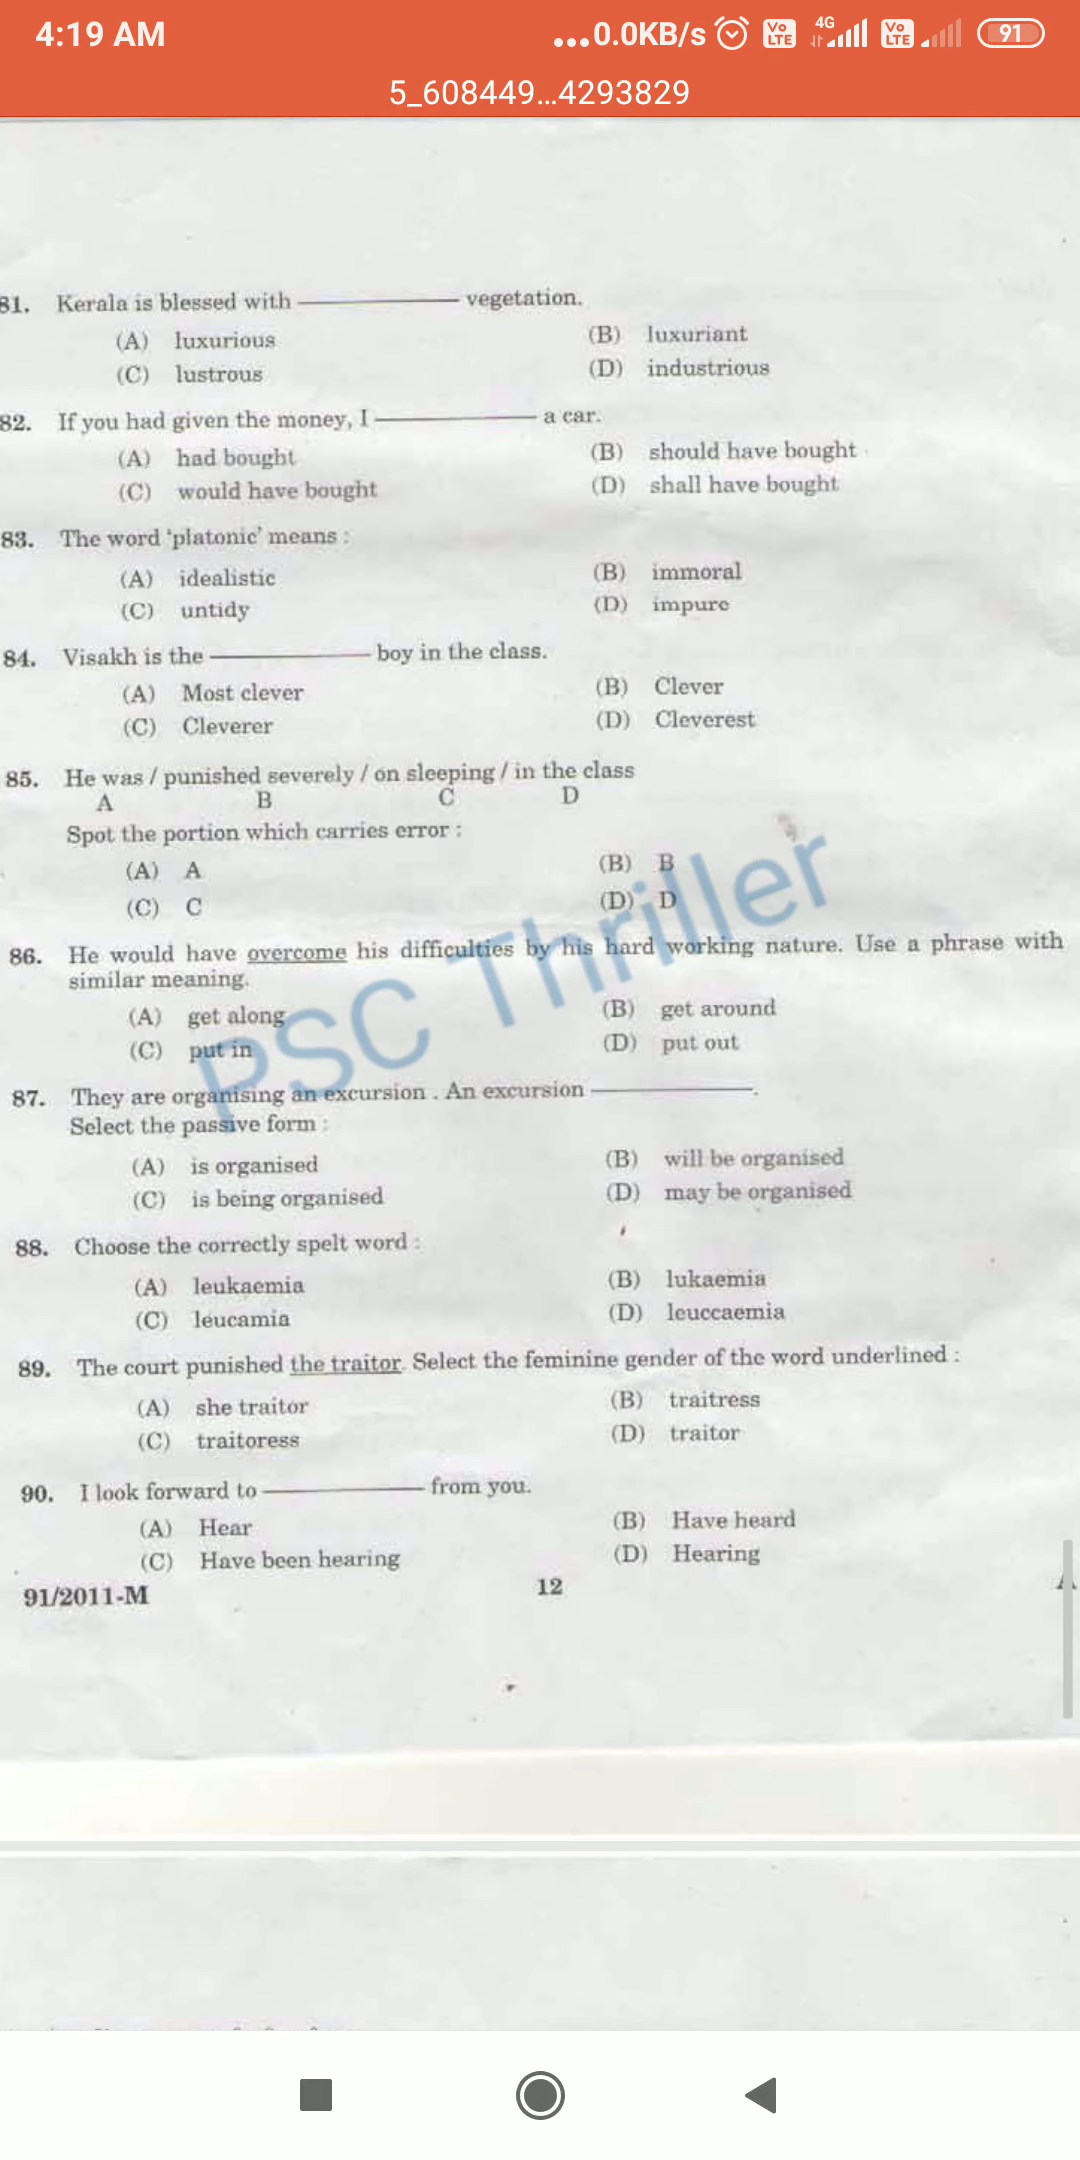 4:19 AM
...0.0KB/s Vo LTE 4G Vo LTE 91
5_608449...4293829
81. Kerala is blessed with ———— vegetation.
(A) luxurious (B) luxuriant
(C) lustrous (D) industrious
82. If you had given the money, I ———— a car.
(A) had bought (B) should have bought
(C) would have bought (D) shall have bought
83. The word 'platonic' means :
(A) idealistic (B) immoral
(C) untidy (D) impure
84. Visakh is the ———— boy in the class.
(A) Most clever (B) Clever
(C) Cleverer (D) Cleverest
85. He was / punished severely / on sleeping / in the class
A B C D
Spot the portion which carries error :
(A) A (B) B
(C) C (D) D
86. He would have overcome his difficulties by his hard working nature. Use a phrase with
similar meaning.
(A) get along (B) get around
(C) put in (D) put out
87. They are organising an excursion . An excursion ————.
Select the passive form :
(A) is organised (B) will be organised
(C) is being organised (D) may be organised
88. Choose the correctly spelt word :
(A) leukaemia (B) lukaemia
(C) leucamia (D) leuccaemia
89. The court punished the traitor. Select the feminine gender of the word underlined :
(A) she traitor (B) traitress
(C) traitoress (D) traitor
90. I look forward to ———— from you.
(A) Hear (B) Have heard
(C) Have been hearing (D) Hearing
91/2011-M 12 A
PSC Thriller